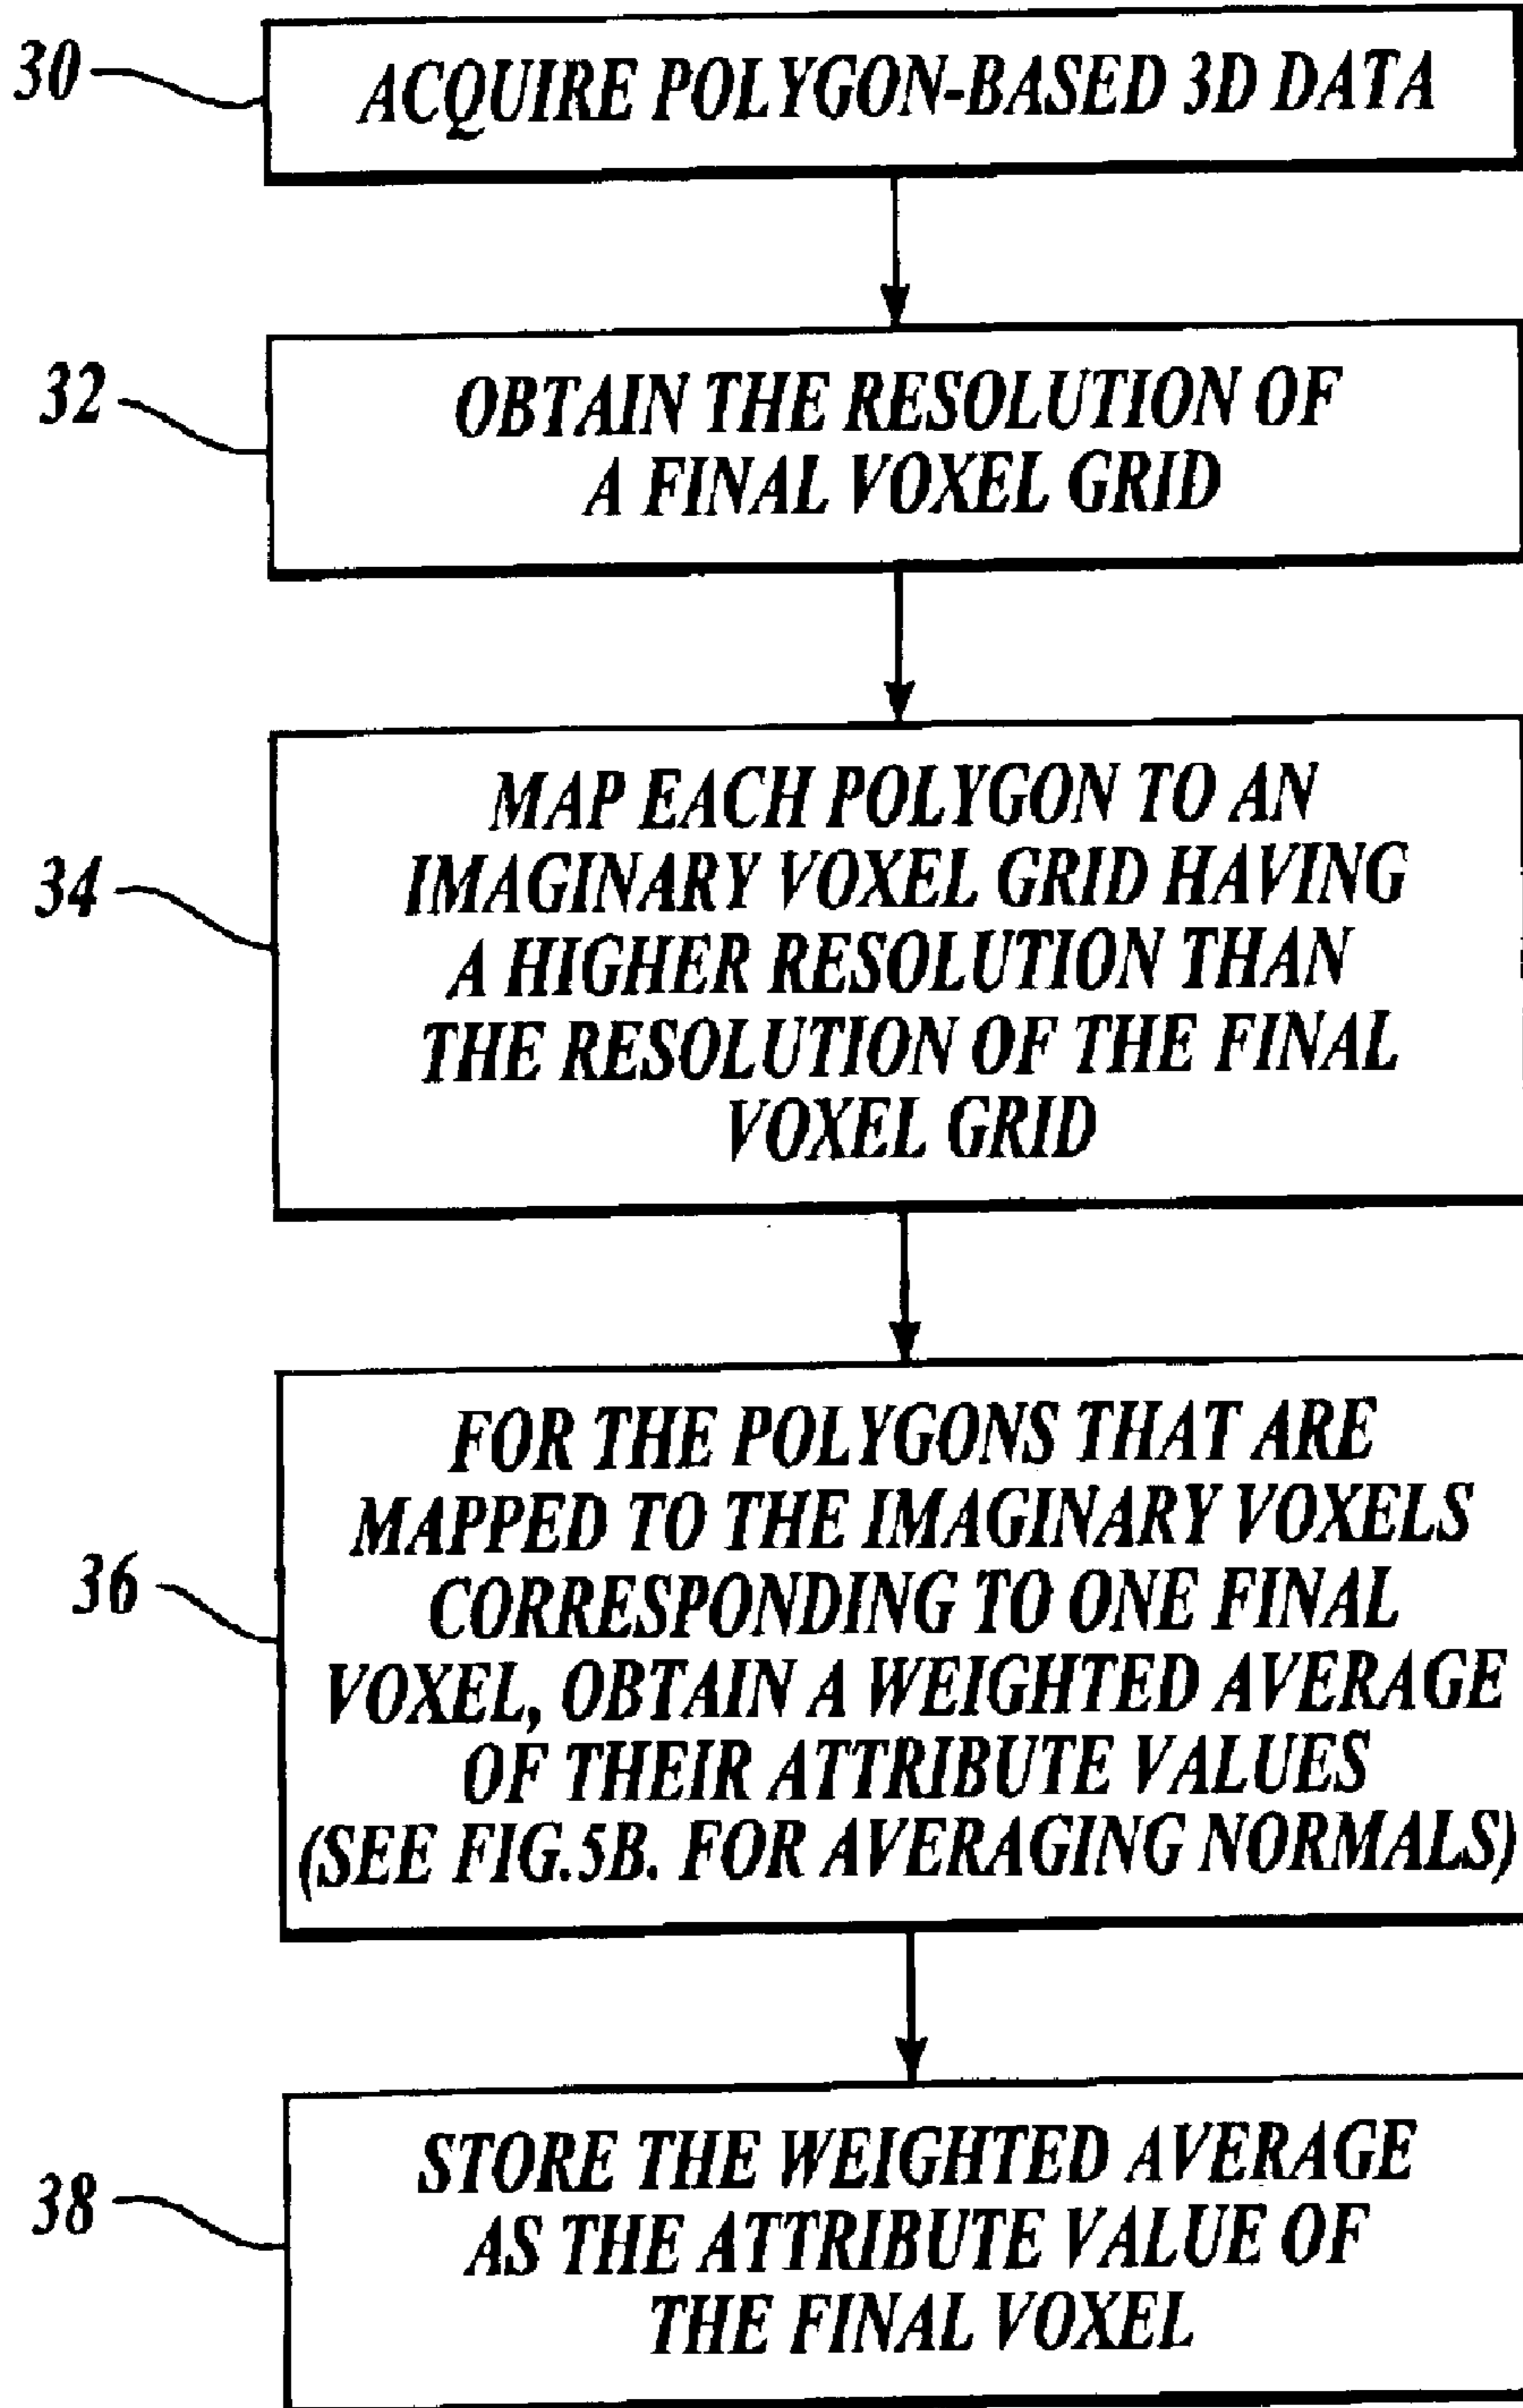 30
ACQUIRE POLYGON-BASED 3D DATA
32
OBTAIN THE RESOLUTION OF
A FINAL VOXEL GRID
34
MAP EACH POLYGON TO AN
IMAGINARY VOXEL GRID HAVING
A HIGHER RESOLUTION THAN
THE RESOLUTION OF THE FINAL
VOXEL GRID
36
FOR THE POLYGONS THAT ARE
MAPPED TO THE IMAGINARY VOXELS
CORRESPONDING TO ONE FINAL
VOXEL, OBTAIN A WEIGHTED AVERAGE
OF THEIR ATTRIBUTE VALUES
(SEE FIG.5B. FOR AVERAGING NORMALS)
38
STORE THE WEIGHTED AVERAGE
AS THE ATTRIBUTE VALUE OF
THE FINAL VOXEL